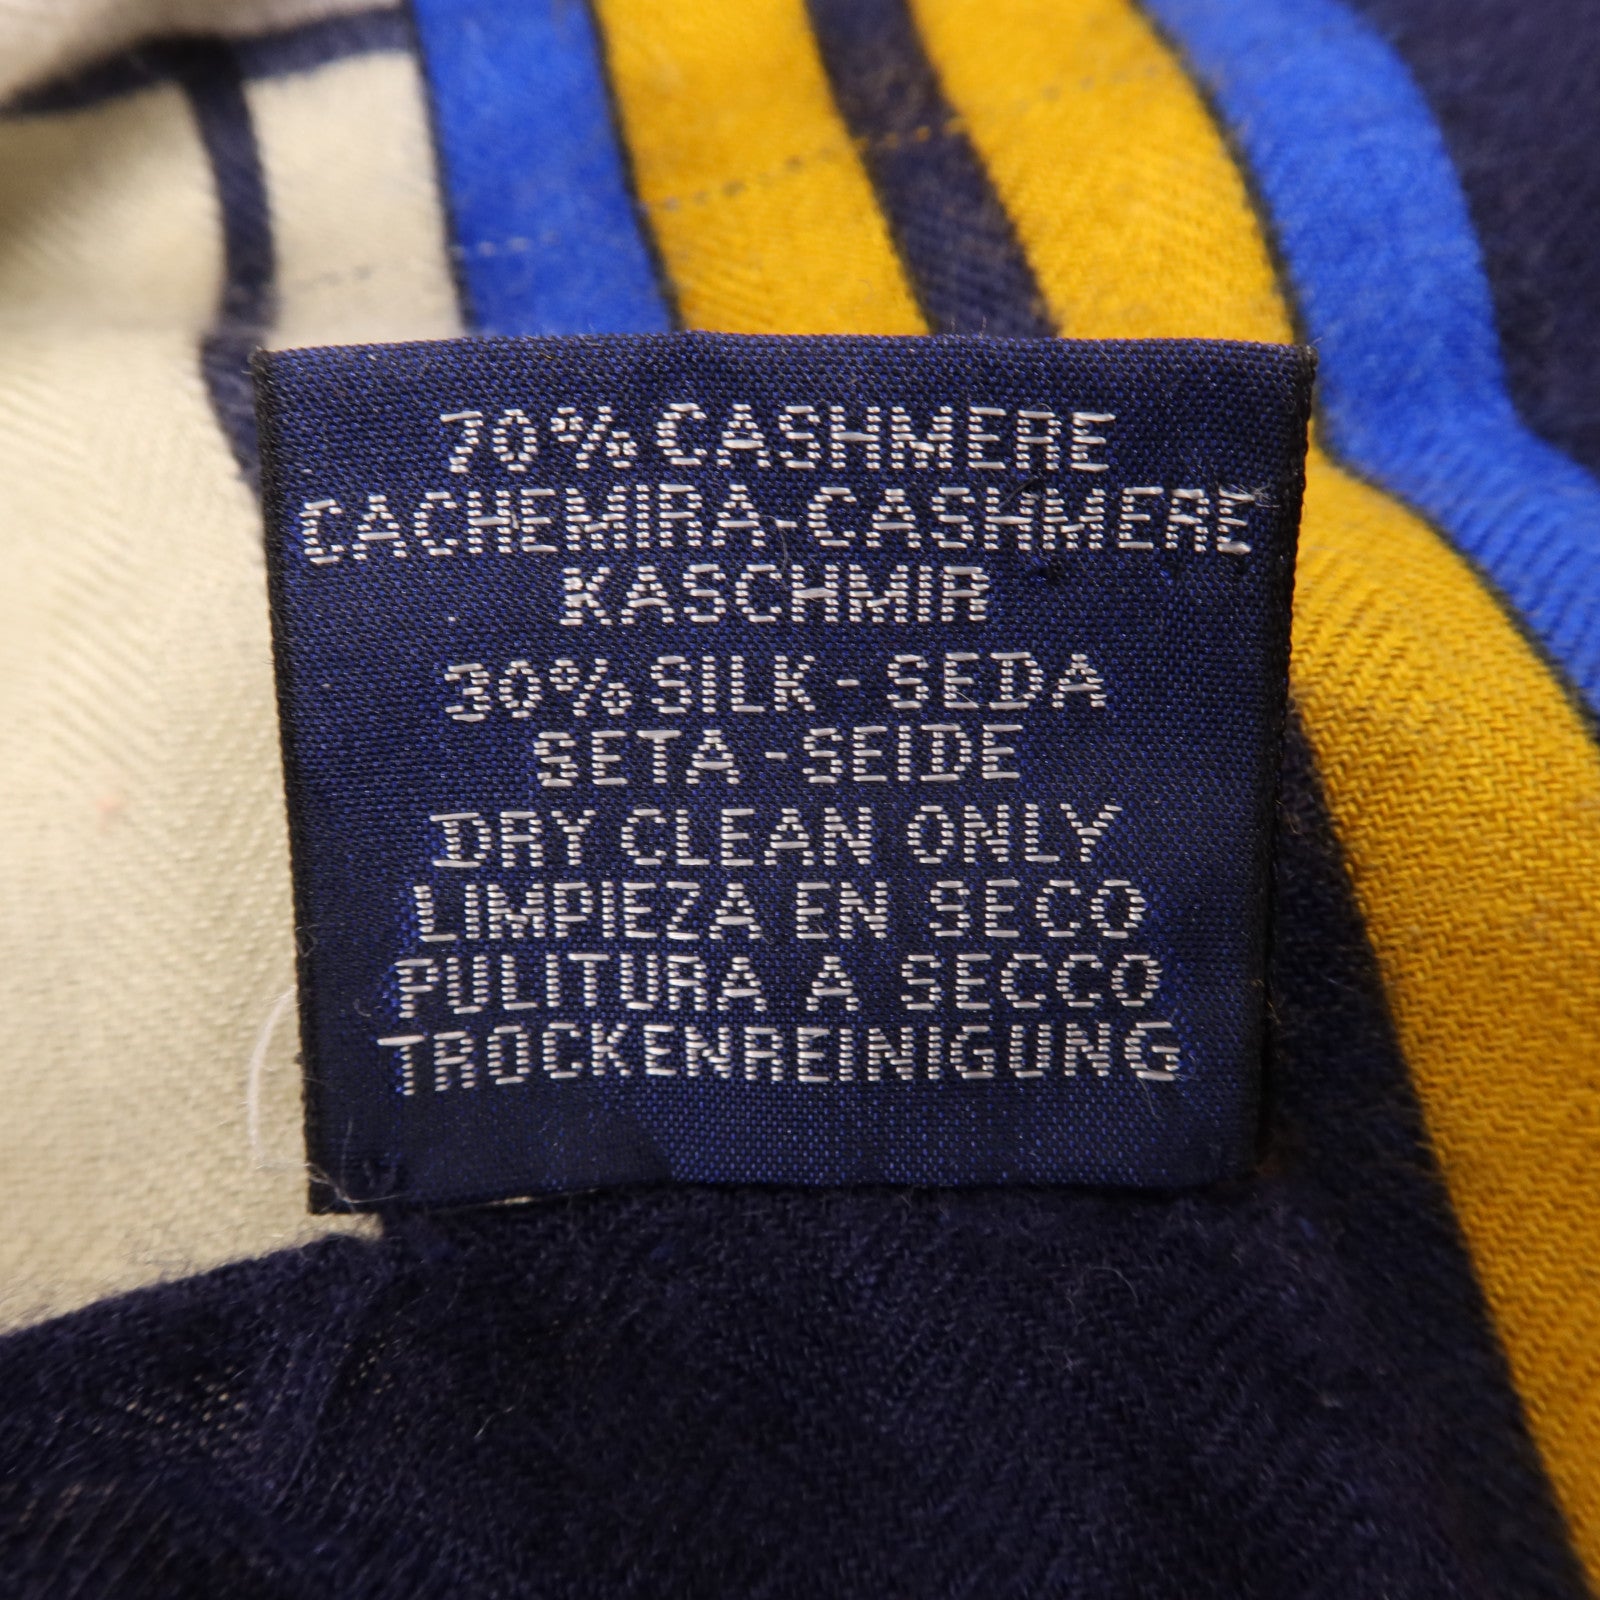 70% CASHMERE
CACHEMIRA-CASHMERE
KASCHMIR
30% SILK - SEDA
SETA - SEIDE
DRY CLEAN ONLY
LIMPIEZA EN SECO
PULITURA A SECCO
TROCKENREINIGUNG